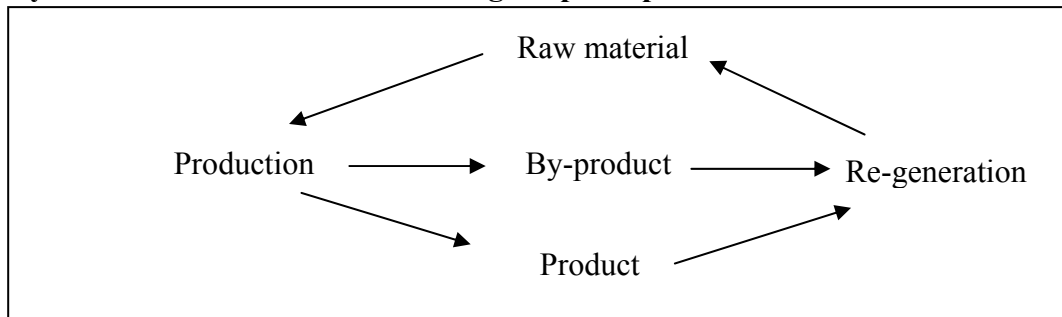 Raw material
Production
By-product
Re-generation
Product